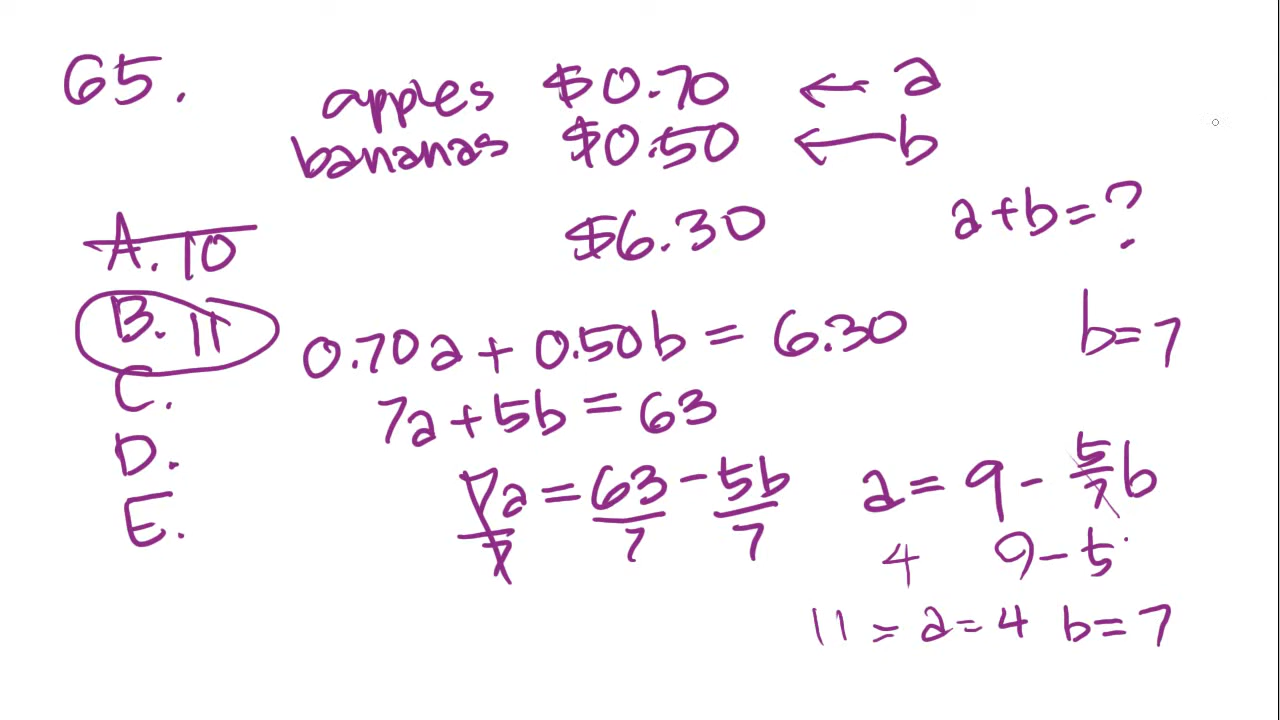 65.
apples $0.70 ← a
bananas $0.50 ← b
$6.30
a+b=?
A. 10
B. 11
C.
D.
E.
0.70a + 0.50b = 6.30
b=7
7a+5b=63
7a/7 = 63/7 - 5b/7
a = 9 - 5/7 b
4 9-5
11 = a = 4 b = 7